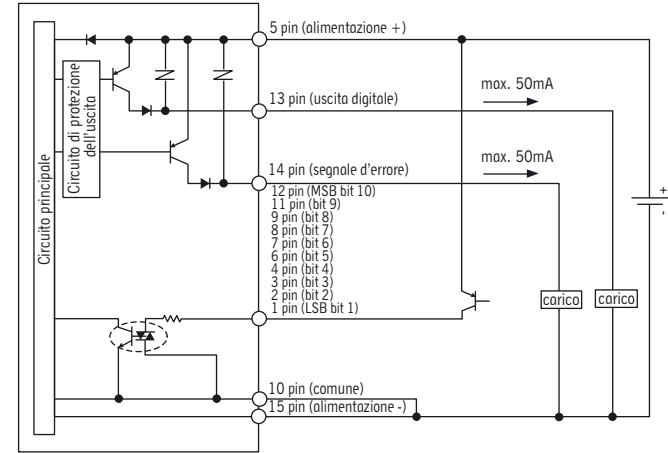 5 pin (alimentazione +)
Circuito principale
Circuito di protezione
dell'uscita
13 pin (uscita digitale)
max. 50mA
14 pin (segnale d'errore)
max. 50mA
12 pin (MSB bit 10)
11 pin (bit 9)
9 pin (bit 8)
8 pin (bit 7)
7 pin (bit 6)
6 pin (bit 5)
4 pin (bit 4)
3 pin (bit 3)
2 pin (bit 2)
1 pin (LSB bit 1)
carico
carico
+
-
10 pin (comune)
15 pin (alimentazione -)